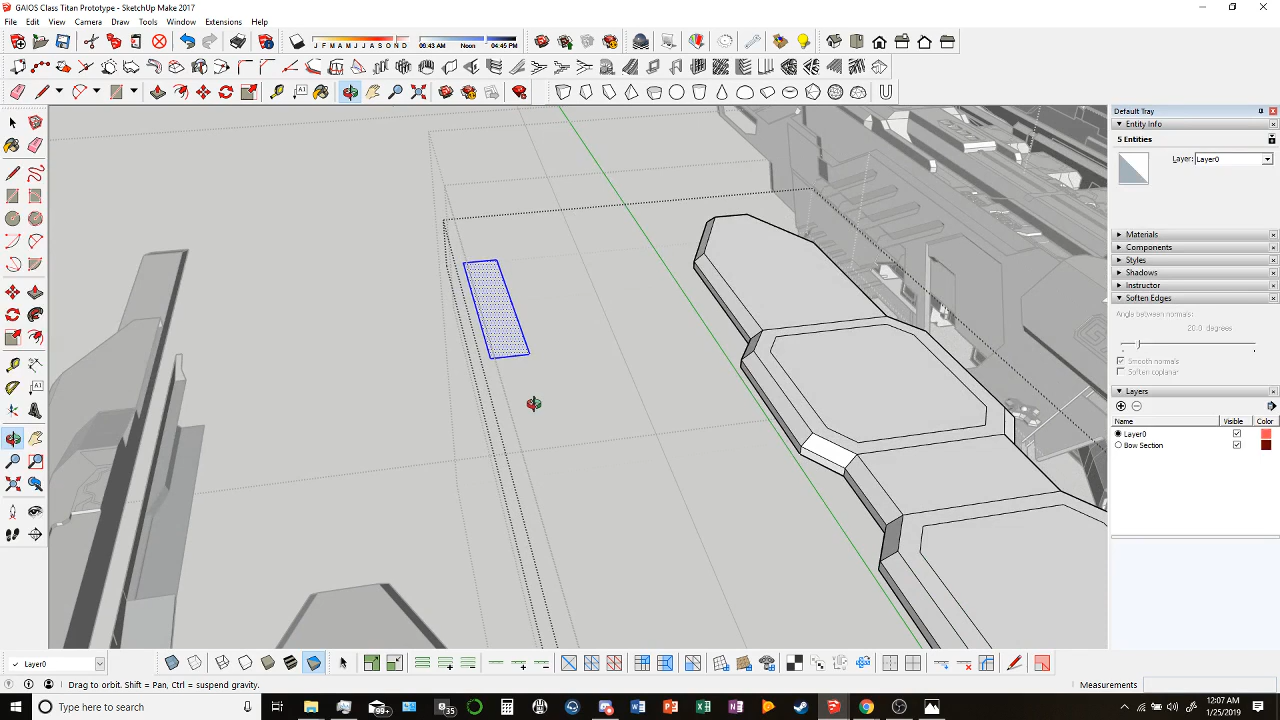 GAIOS Class Titan Prototype - SketchUp Make 2017
File Edit View Camera Draw Tools Window Extensions Help
J F M A M J J A S O N D 06:43 AM Noon 04:45 PM
Default Tray
Entity Info
5 Entities
Layer: Layer0
Materials
Components
Styles
Shadows
Instructor
Soften Edges
Angle between normals:
20.0 degrees
Smooth normals
Soften coplanar
Layers
Name Visible Color
Layer0
Bow Section
Layer0
Drag to orbit. Shift = Pan, Ctrl = suspend gravity.
Measurements
Type here to search
99+
35
12:07 AM
1/25/2019